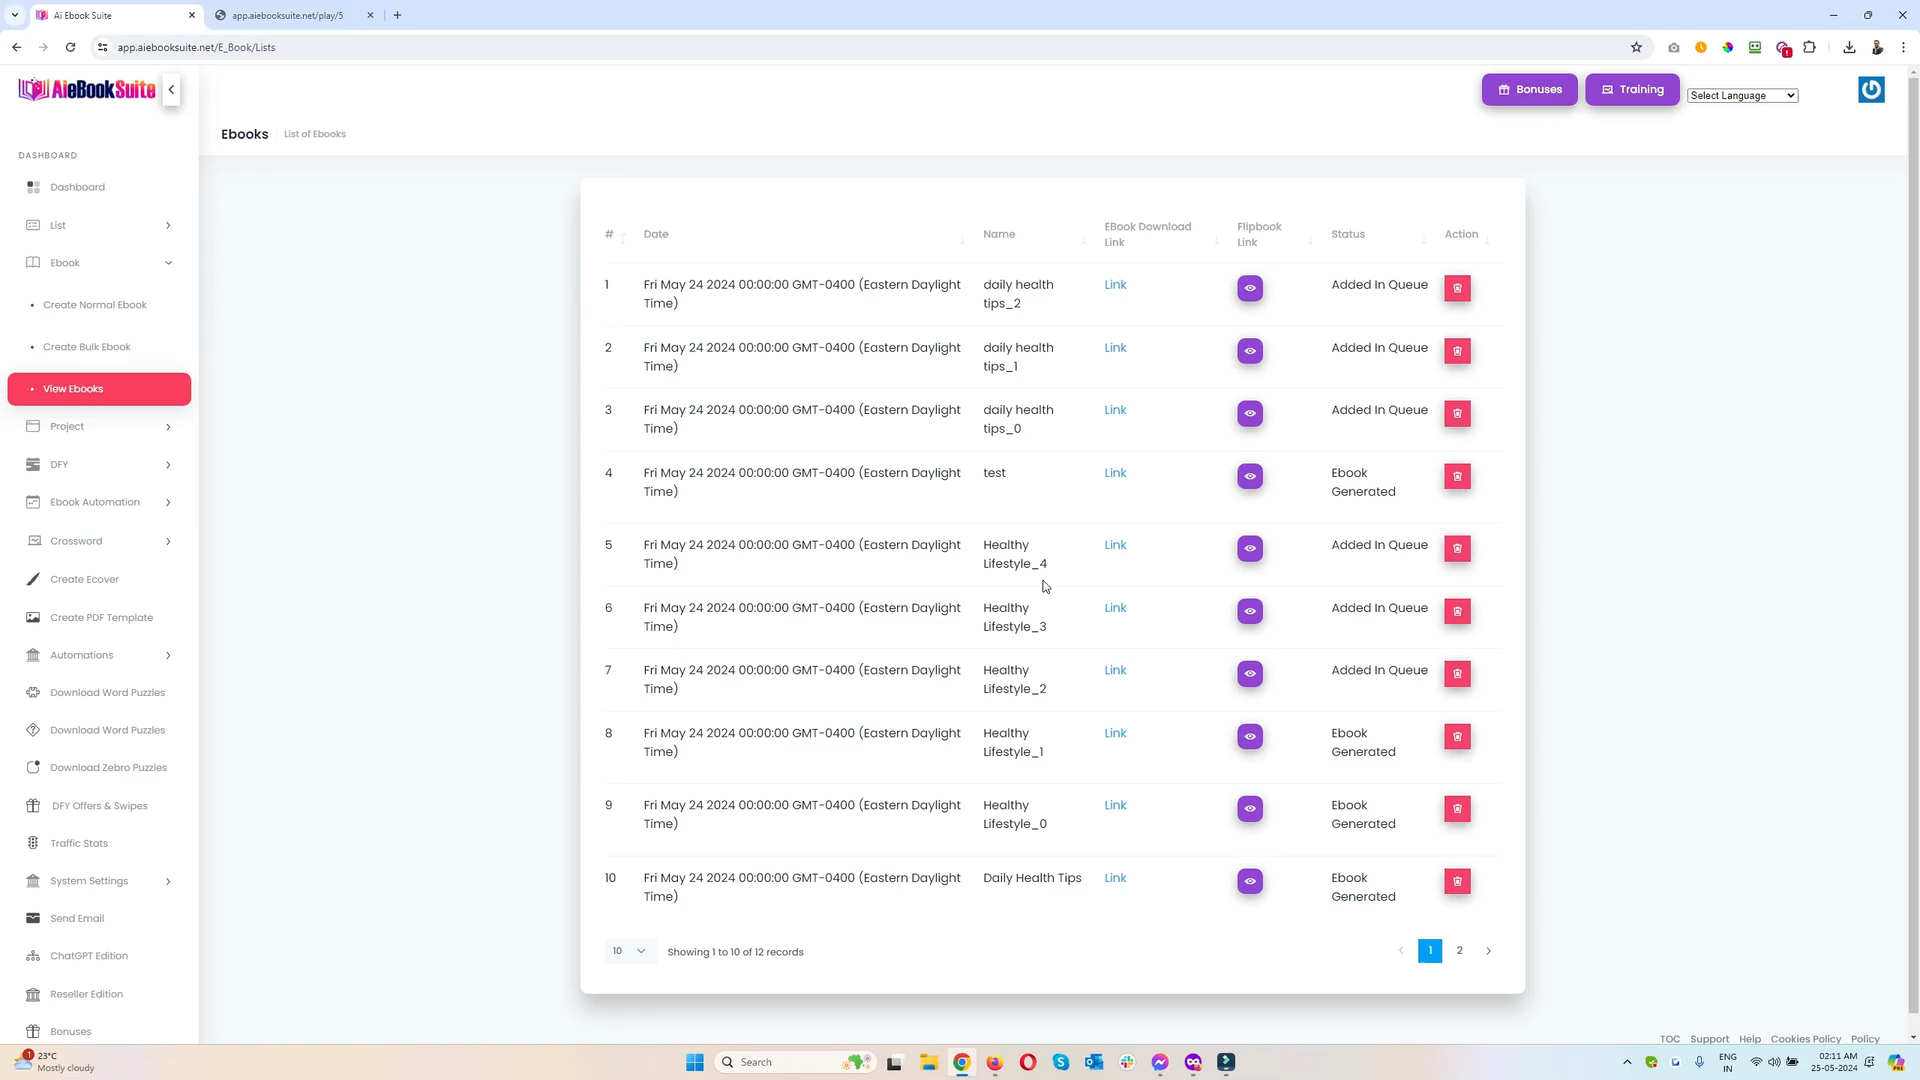 Ai Ebook Suite
app.aiebooksuite.net/play/5
app.aiebooksuite.net/E_Book/Lists
AieBookSuite
Bonuses
Training
Select Language
Ebooks
List of Ebooks
DASHBOARD
Dashboard
List
Ebook
Create Normal Ebook
Create Bulk Ebook
View Ebooks
Project
DFY
Ebook Automation
Crossword
Create Ecover
Create PDF Template
Automations
Download Word Puzzles
Download Word Puzzles
Download Zebro Puzzles
DFY Offers & Swipes
Traffic Stats
System Settings
Send Email
ChatGPT Edition
Reseller Edition
Bonuses
# Date Name EBook Download Link Flipbook Link Status Action
1 Fri May 24 2024 00:00:00 GMT-0400 (Eastern Daylight Time) daily health tips_2 Link Added In Queue
2 Fri May 24 2024 00:00:00 GMT-0400 (Eastern Daylight Time) daily health tips_1 Link Added In Queue
3 Fri May 24 2024 00:00:00 GMT-0400 (Eastern Daylight Time) daily health tips_0 Link Added In Queue
4 Fri May 24 2024 00:00:00 GMT-0400 (Eastern Daylight Time) test Link Ebook Generated
5 Fri May 24 2024 00:00:00 GMT-0400 (Eastern Daylight Time) Healthy Lifestyle_4 Link Added In Queue
6 Fri May 24 2024 00:00:00 GMT-0400 (Eastern Daylight Time) Healthy Lifestyle_3 Link Added In Queue
7 Fri May 24 2024 00:00:00 GMT-0400 (Eastern Daylight Time) Healthy Lifestyle_2 Link Added In Queue
8 Fri May 24 2024 00:00:00 GMT-0400 (Eastern Daylight Time) Healthy Lifestyle_1 Link Ebook Generated
9 Fri May 24 2024 00:00:00 GMT-0400 (Eastern Daylight Time) Healthy Lifestyle_0 Link Ebook Generated
10 Fri May 24 2024 00:00:00 GMT-0400 (Eastern Daylight Time) Daily Health Tips Link Ebook Generated
10 Showing 1 to 10 of 12 records 1 2
TOC Support Help Cookies Policy Policy
1
23°C
Mostly cloudy
Search
ENG
IN
02:11 AM
25-05-2024
PRE